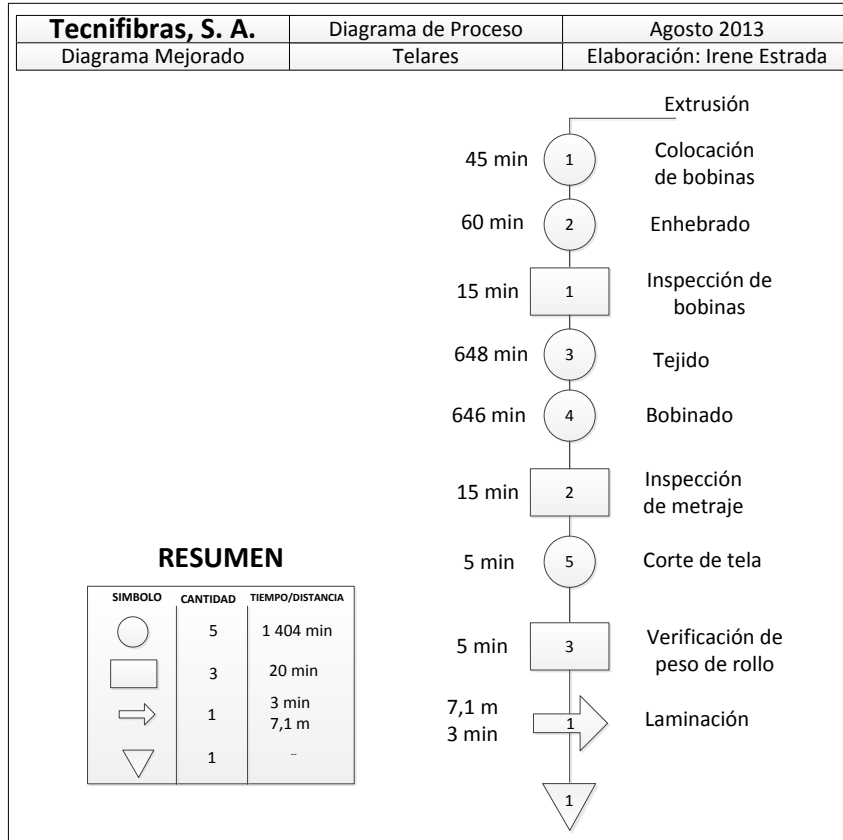 Tecnifibras, S. A. Diagrama de Proceso Agosto 2013
Diagrama Mejorado Telares Elaboración: Irene Estrada
Extrusión
45 min 1 Colocación
de bobinas
60 min 2 Enhebrado
15 min 1 Inspección de
bobinas
648 min 3 Tejido
646 min 4 Bobinado
15 min 2 Inspección
de metraje
5 min 5 Corte de tela
5 min 3 Verificación de
peso de rollo
7,1 m
3 min 1 Laminación
1
RESUMEN
SIMBOLO CANTIDAD TIEMPO/DISTANCIA
5 1 404 min
3 20 min
1 3 min
7,1 m
1 --